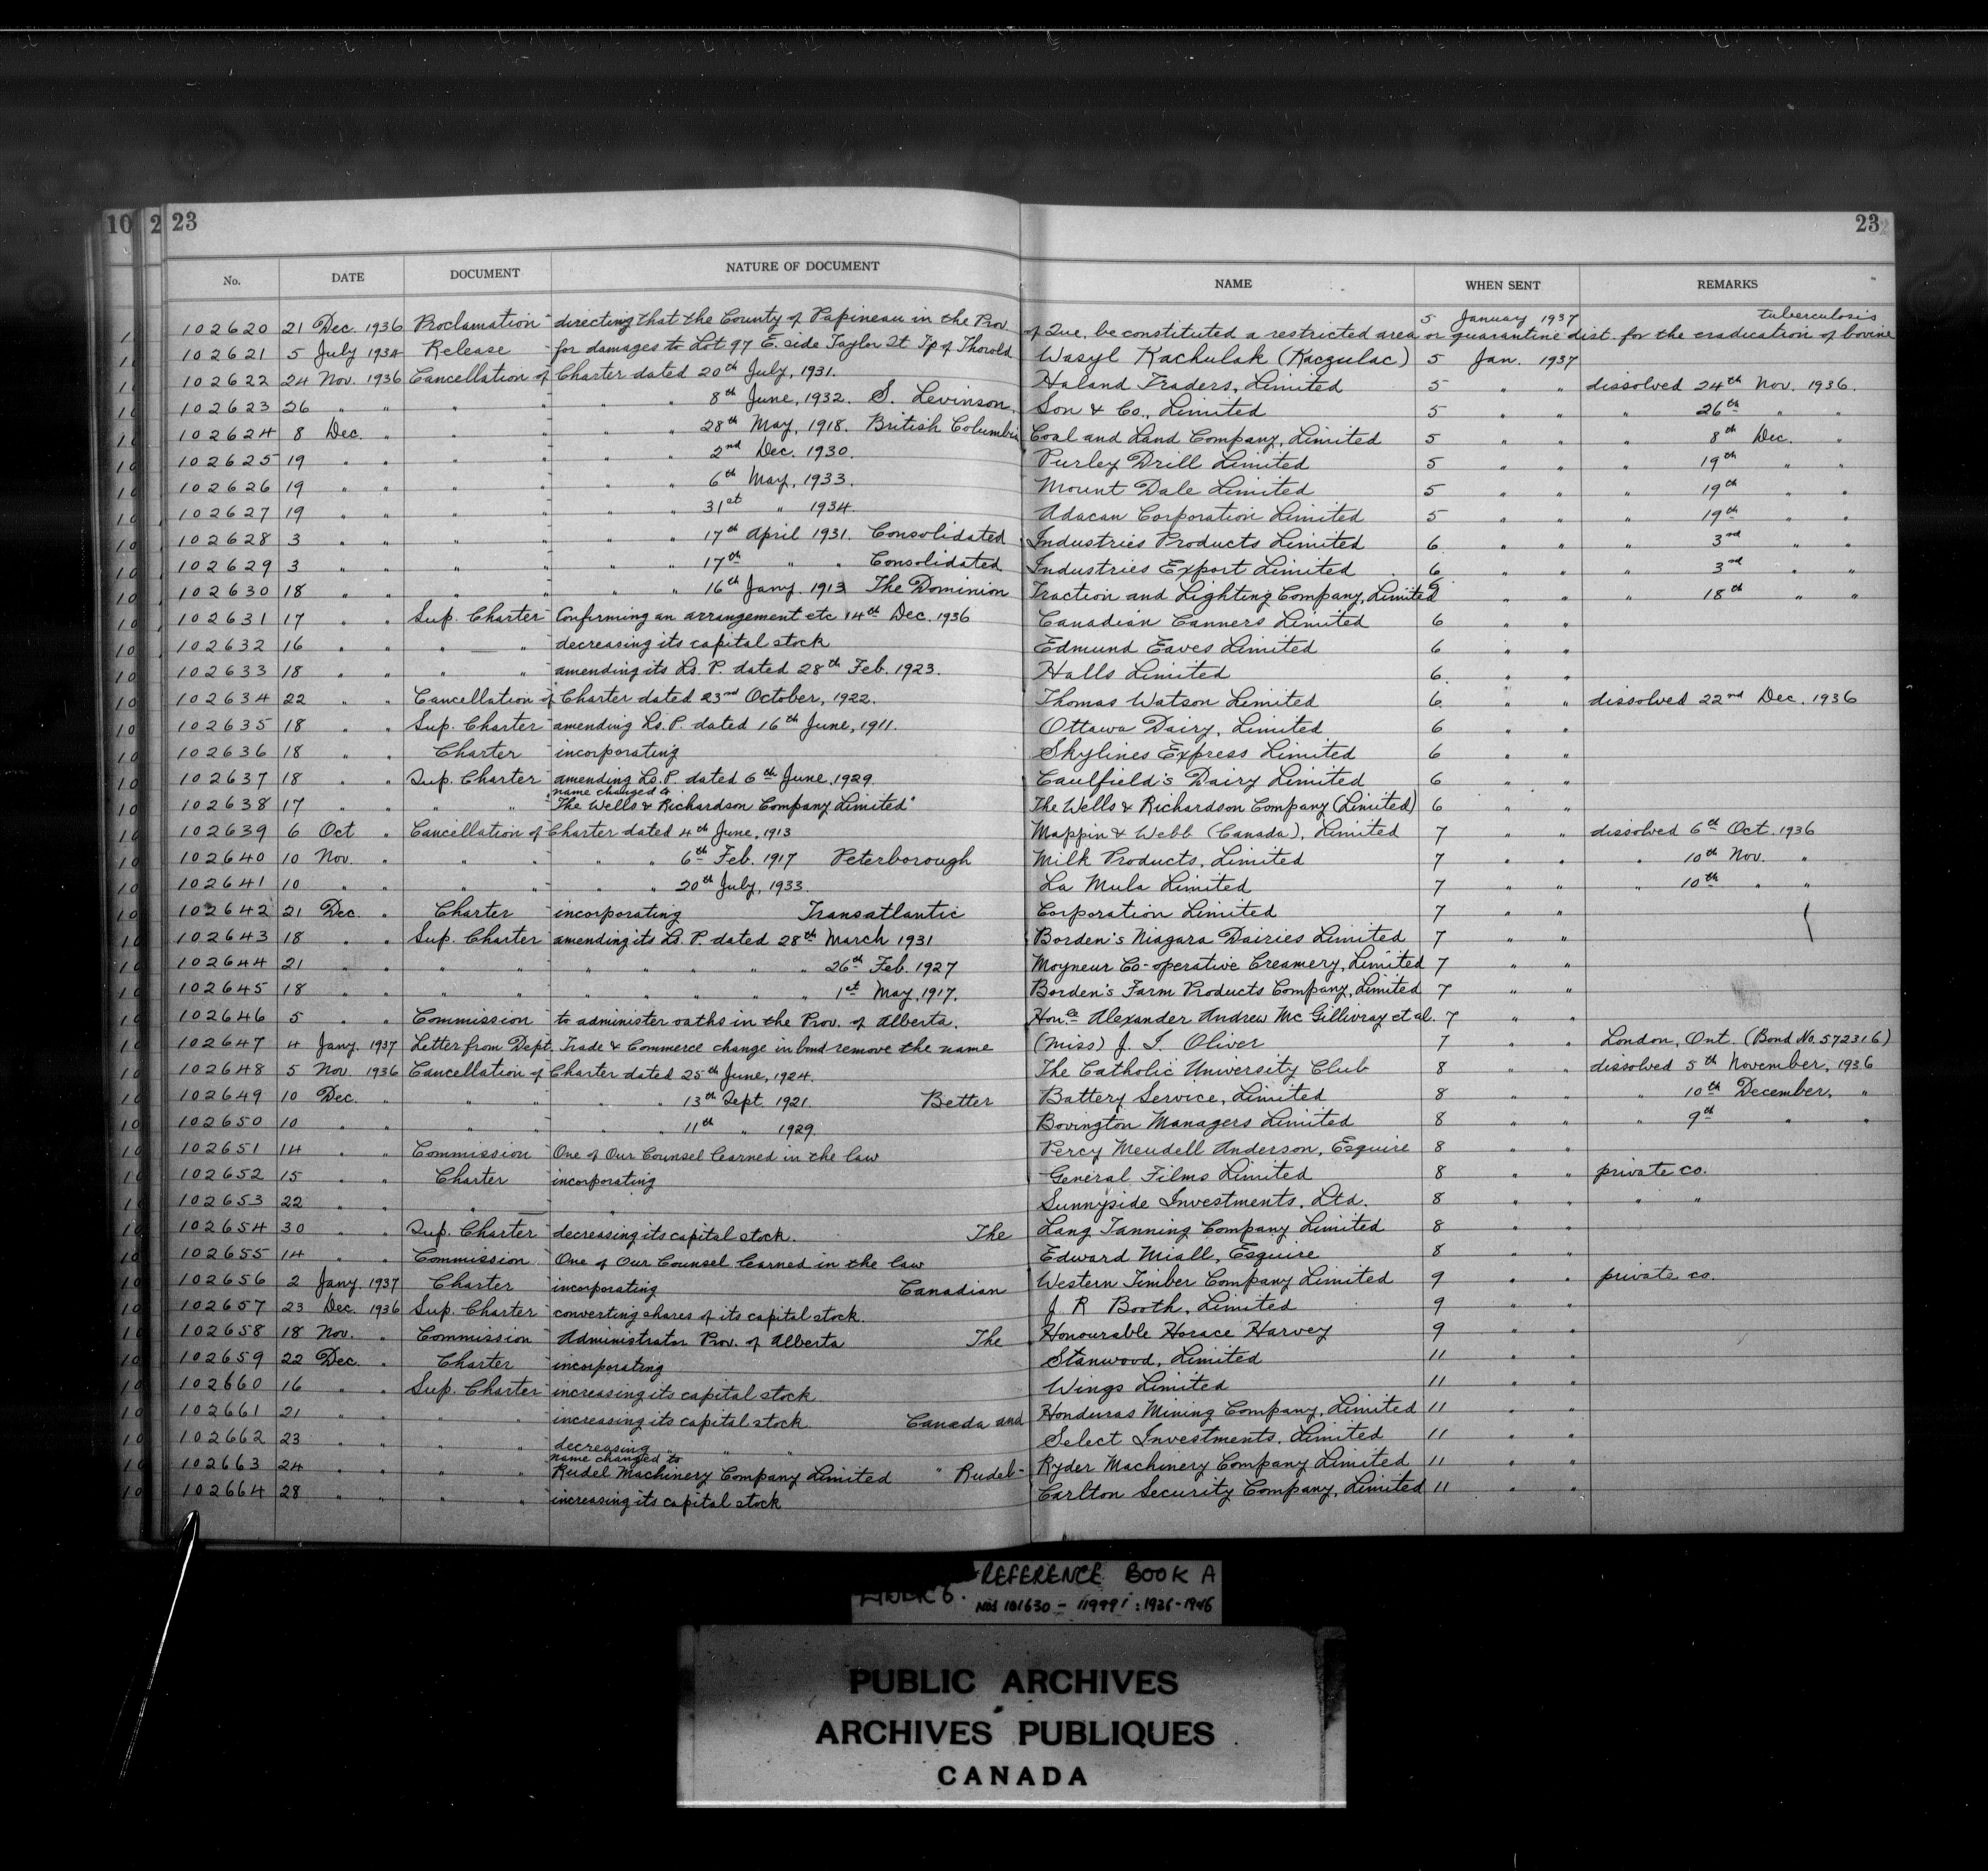 10 2 23 23
No. DATE DOCUMENT NATURE OF DOCUMENT NAME WHEN SENT REMARKS
102620 21 Dec. 1936 Proclamation directing that the County of Papineau in the Prov. of Que. be constituted a restricted area or quarantine dist. for the eradication of bovine tuberculosis 5 January 1937
102621 5 July 1934 Release for damages to Lot 97 E. side Taylor St Tp of Thorold Wasyl Kachulak (Kaczulac) 5 Jan. 1937
102622 24 Nov. 1936 Cancellation of Charter dated 20th July, 1931. Haland Traders, Limited 5 " " dissolved 24th Nov. 1936.
102623 26 " " " " " " 8th June, 1932. S. Levinson, Son & Co., Limited 5 " " " 26th " "
102624 8 Dec. " " " " " 28th May, 1918. British Columbia Coal and Land Company, Limited 5 " " " 8th Dec. "
102625 19 " " " " " " 2nd Dec. 1930. Purley Drill Limited 5 " " " 19th " "
102626 19 " " " " " " 6th May, 1933. Mount Dale Limited 5 " " " 19th " "
102627 19 " " " " " " 31st " 1934. Adacan Corporation Limited 5 " " " 19th " "
102628 3 " " " " " " 17th April 1931. Consolidated Industries Products Limited 6 " " " 3rd " "
102629 3 " " " " " " 17th " " Consolidated Industries Export Limited 6 " " " 3rd " "
102630 18 " " " " " " 16th Jany. 1913 The Dominion Traction and Lighting Company, Limited 6 " " " 18th " "
102631 17 " " Sup. Charter Confirming an arrangement etc 14th Dec. 1936 Canadian Canners Limited 6 " "
102632 16 " " " — " decreasing its capital stock Edmund Eaves Limited 6 " "
102633 18 " " " " amending its Ls. P. dated 28th Feb. 1923. Halls Limited 6. " "
102634 22 " " Cancellation of Charter dated 23rd October, 1922. Thomas Watson Limited 6. " " dissolved 22nd Dec. 1936
102635 18 " " Sup. Charter amending Ls. P. dated 16th June, 1911. Ottawa Dairy, Limited 6 " "
102636 18 " " Charter incorporating Skylines Express Limited 6 " "
102637 18 " " Sup. Charter amending Ls. P. dated 6th June, 1929 Caulfield's Dairy Limited 6 " "
name changed to
102638 17 " " " " "The Wells & Richardson Company Limited" The Wells & Richardson Company (Limited) 6 " "
102639 6 Oct " Cancellation of Charter dated 4th June, 1913 Mappin & Webb (Canada), Limited 7 " " dissolved 6th Oct. 1936
102640 10 Nov. " " " " " 6th Feb. 1917 Peterborough Milk Products, Limited 7 " " " 10th Nov. "
102641 10 " " " " " " 20th July, 1933. La Mula Limited 7 " " " 10th " "
102642 21 Dec. " Charter incorporating Transatlantic Corporation Limited 7 " "
102643 18 " " Sup. Charter amending its Ls. P. dated 28th March 1931 Borden's Niagara Dairies Limited 7 " "
102644 21 " " " " " " " " 26th Feb. 1927 Moyneur Co-operative Creamery, Limited 7 " "
102645 18 " " " " " " " " 1st May, 1917. Borden's Farm Products Company, Limited 7 " "
102646 5 " " Commission to administer oaths in the Prov. of Alberta. Honle Alexander Andrew McGillivray et al. 7 " "
102647 4 Jany. 1937 Letter from Dept. Trade & Commerce change in bond remove the name (Miss) J. I. Oliver 7 " " London, Ont. (Bond No. 572316)
102648 5 Nov. 1936 Cancellation of Charter dated 25th June, 1924. The Catholic University Club 8 " " dissolved 5th November, 1936
102649 10 Dec. " " " " " 13th Sept. 1921. Better Battery Service, Limited 8 " " " 10th December, "
102650 10 " " " " " " 11th " 1929. Bovington Managers Limited 8 " " " 9th " "
102651 14 " " Commission One of Our Counsel learned in the law Percy Meudell Anderson, Esquire 8 " "
102652 15 " " Charter incorporating General Films Limited 8 " " private co.
102653 22 " " " — " Sunnyside Investments, Ltd. 8 " " " "
102654 30 " " Sup. Charter decreasing its capital stock. The Lang Tanning Company Limited 8 " "
102655 14 " " Commission One of Our Counsel learned in the law Edward Miall, Esquire 8 " "
102656 2 Jany. 1937 Charter incorporating Canadian Western Timber Company Limited 9 " " private co.
102657 23 Dec. 1936 Sup. Charter converting shares of its capital stock. J R Booth, Limited 9 " "
102658 18 Nov. " Commission Administrator Prov. of Alberta The Honourable Horace Harvey 9 " "
102659 22 Dec. " Charter incorporating Stanwood, Limited 11 " "
102660 16 " " Sup. Charter increasing its capital stock Wings Limited 11 " "
102661 21 " " " " increasing its capital stock Canada and Honduras Mining Company, Limited 11 " "
102662 23 " " " " decreasing " " " Select Investments, Limited 11 " "
name changed to
102663 24 " " " " Rudel Machinery Company Limited " Rudel- Ryder Machinery Company Limited 11 " "
102664 28 " " " " increasing its capital stock Carlton Security Company, Limited 11 " "
REFERENCE BOOK A
NOS 101630 - 119991 : 1936-1946
PUBLIC ARCHIVES
ARCHIVES PUBLIQUES
CANADA